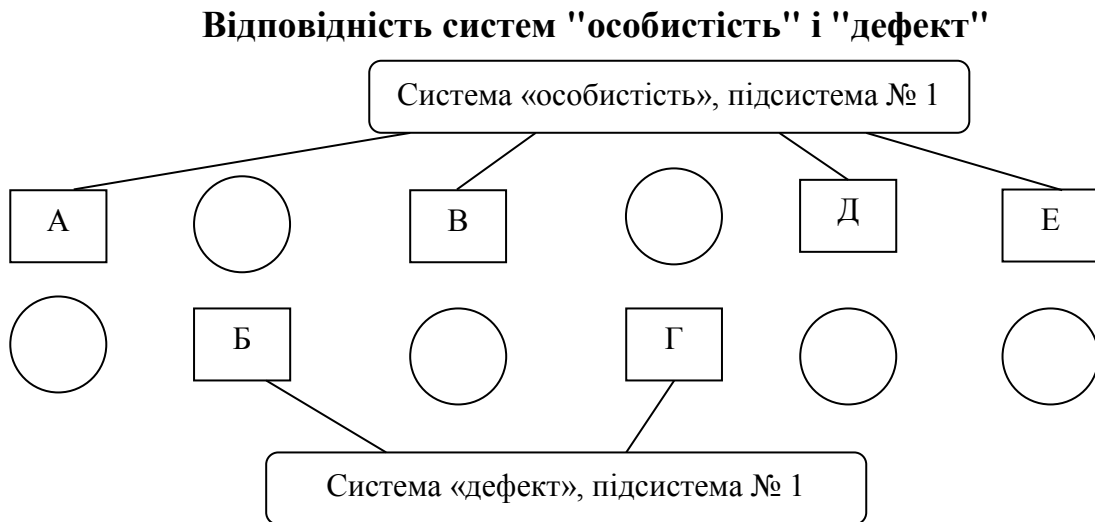 Відповідність систем "особистість" і "дефект"
Система «особистість», підсистема № 1
А
В
Д
Е
Б
Г
Система «дефект», підсистема № 1